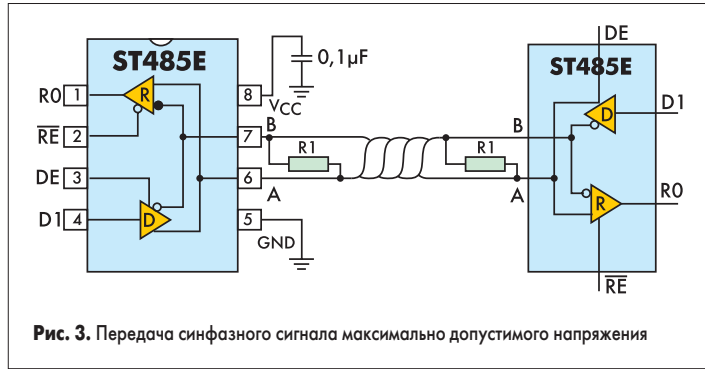 DE
ST485E
0,1µF
ST485E
R0 1
R
8
VCC
D
D1
RE 2
B
7
B
R1
R1
DE 3
6
A
A
R
R0
D1 4
D
5
GND
RE
Рис. 3. Передача синфазного сигнала максимально допустимого напряжения